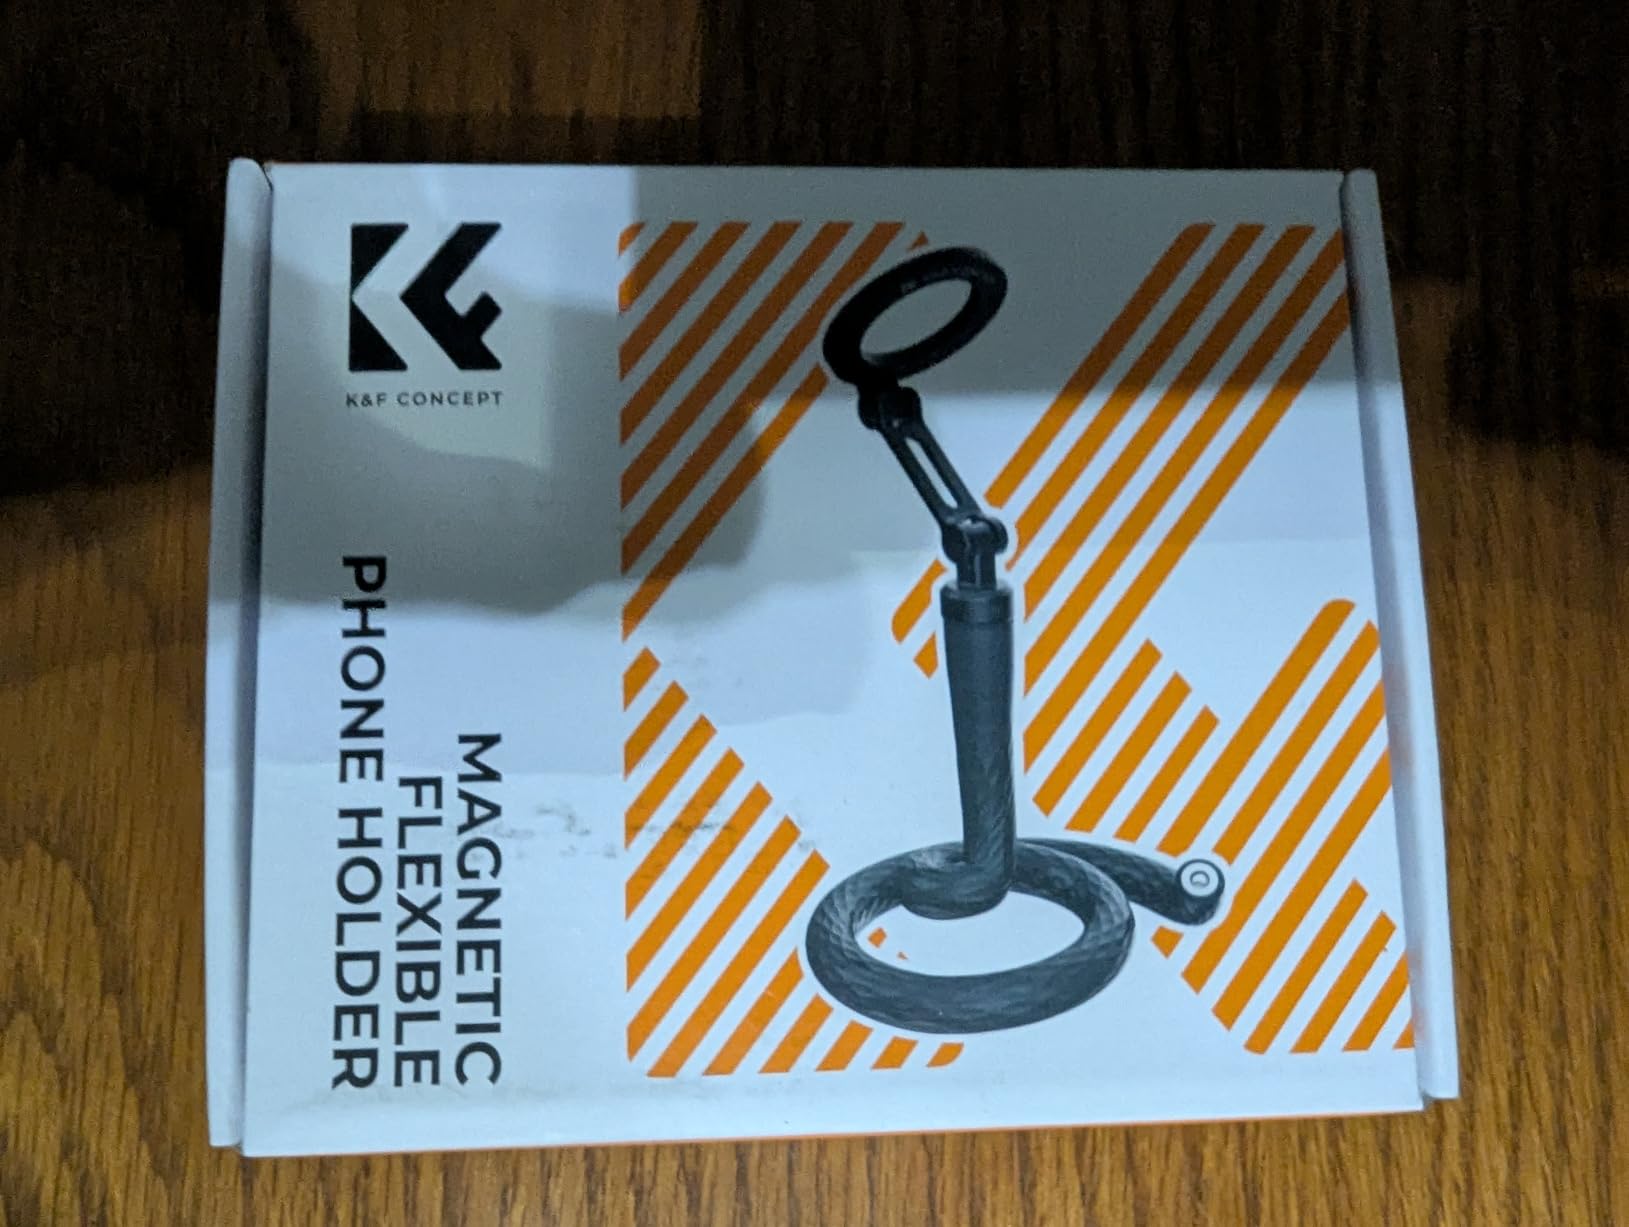 K&F CONCEPT
MAGNETIC
FLEXIBLE
PHONE HOLDER